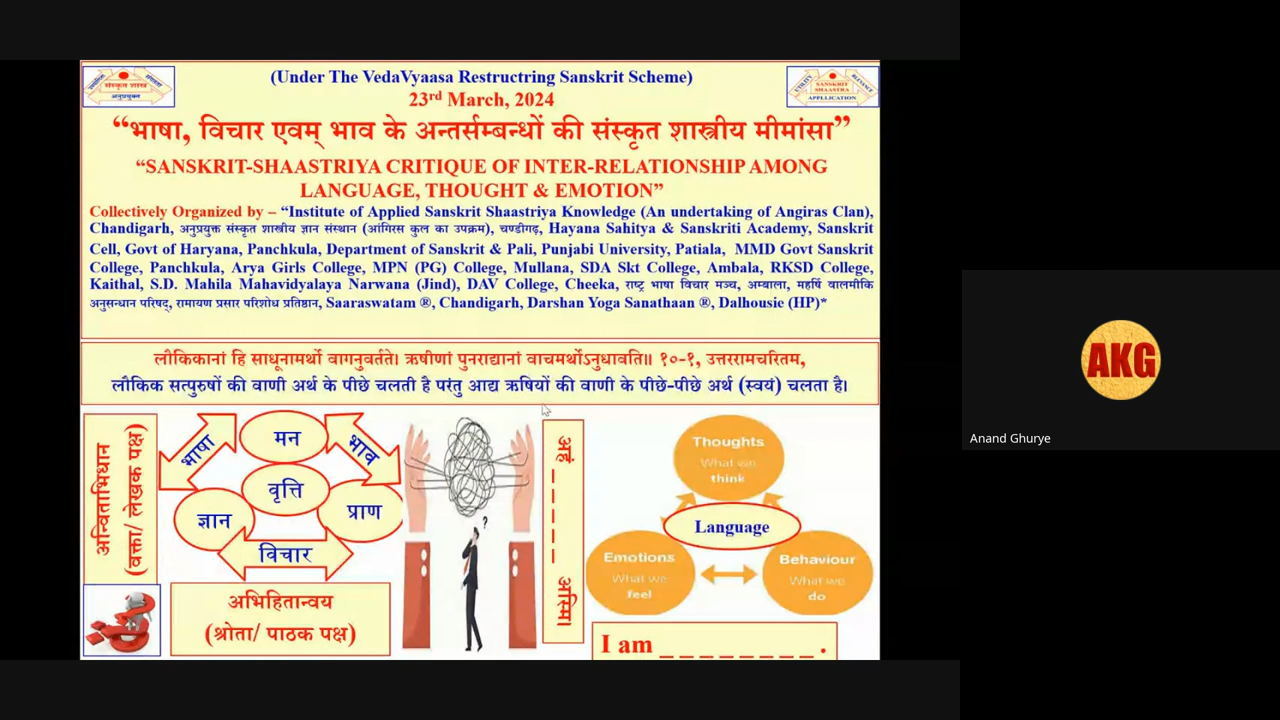 (Under The VedaVyaasa Restructring Sanskrit Scheme)
23rd March, 2024
संस्कृत शास्त्र
अनुप्रयुक्त
UTILITY
SANSKRIT
SHAASTRA
APPLLICATION
“भाषा, विचार एवम् भाव के अन्तर्सम्बन्धों की संस्कृत शास्त्रीय मीमांसा”
“SANSKRIT-SHAASTRIYA CRITIQUE OF INTER-RELATIONSHIP AMONG
LANGUAGE, THOUGHT & EMOTION”
Collectively Organized by – “Institute of Applied Sanskrit Shaastriya Knowledge (An undertaking of Angiras Clan),
Chandigarh, अनुप्रयुक्त संस्कृत शास्त्रीय ज्ञान संस्थान (आंगिरस कुल का उपक्रम), चण्डीगढ़, Hayana Sahitya & Sanskriti Academy, Sanskrit
Cell, Govt of Haryana, Panchkula, Department of Sanskrit & Pali, Punjabi University, Patiala, MMD Govt Sanskrit
College, Panchkula, Arya Girls College, MPN (PG) College, Mullana, SDA Skt College, Ambala, RKSD College,
Kaithal, S.D. Mahila Mahavidyalaya Narwana (Jind), DAV College, Cheeka, राष्ट्र भाषा विचार मञ्च, अम्बाला, महर्षि वाल्मीकि
अनुसन्धान परिषद्, रामायण प्रसार परिशोध प्रतिष्ठान, Saaraswatam ®, Chandigarh, Darshan Yoga Sanathaan ®, Dalhousie (HP)*
लौकिकानां हि साधूनामर्थो वागनुवर्तते। ऋषीणां पुनराद्यानां वाचमर्थोऽनुधावति॥ १०-१, उत्तररामचरितम,
लौकिक सत्पुरुषों की वाणी अर्थ के पीछे चलती है परंतु आद्य ऋषियों की वाणी के पीछे-पीछे अर्थ (स्वयं) चलता है।
अन्विताभिधान
(वक्ता/ लेखक पक्ष)
भाषा
मन
भाव
वृत्ति
ज्ञान
प्राण
विचार
अभिहितान्वय
(श्रोता/ पाठक पक्ष)
?
अहं _ _ _ _ _ अस्मि।
Thoughts
What we
think
Language
Emotions
What we
feel
Behaviour
What we
do
I am _ _ _ _ _ _ _ _ .
AKG
Anand Ghurye